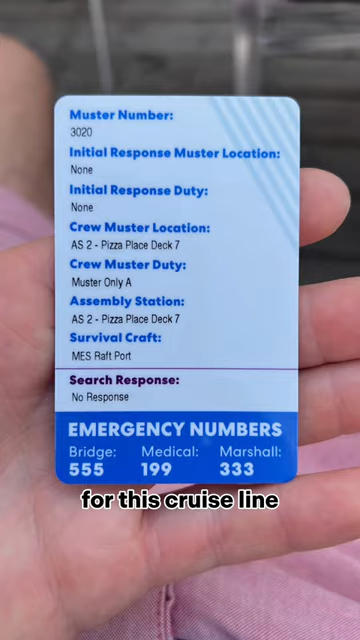 Muster Number:
3020
Initial Response Muster Location:
None
Initial Response Duty:
None
Crew Muster Location:
AS 2 - Pizza Place Deck 7
Crew Muster Duty:
Muster Only A
Assembly Station:
AS 2 - Pizza Place Deck 7
Survival Craft:
MES Raft Port
Search Response:
No Response
EMERGENCY NUMBERS
Bridge: Medical: Marshall:
555 199 333
for this cruise line